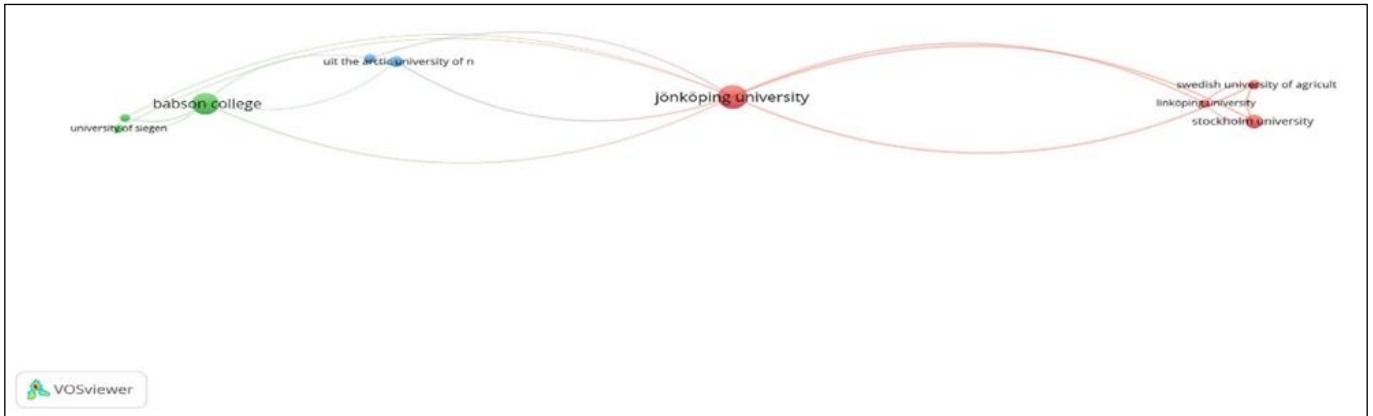 uit the arctic university of n
babson college
university of siegen
jönköping university
swedish university of agricult
linköping university
stockholm university
VOSviewer